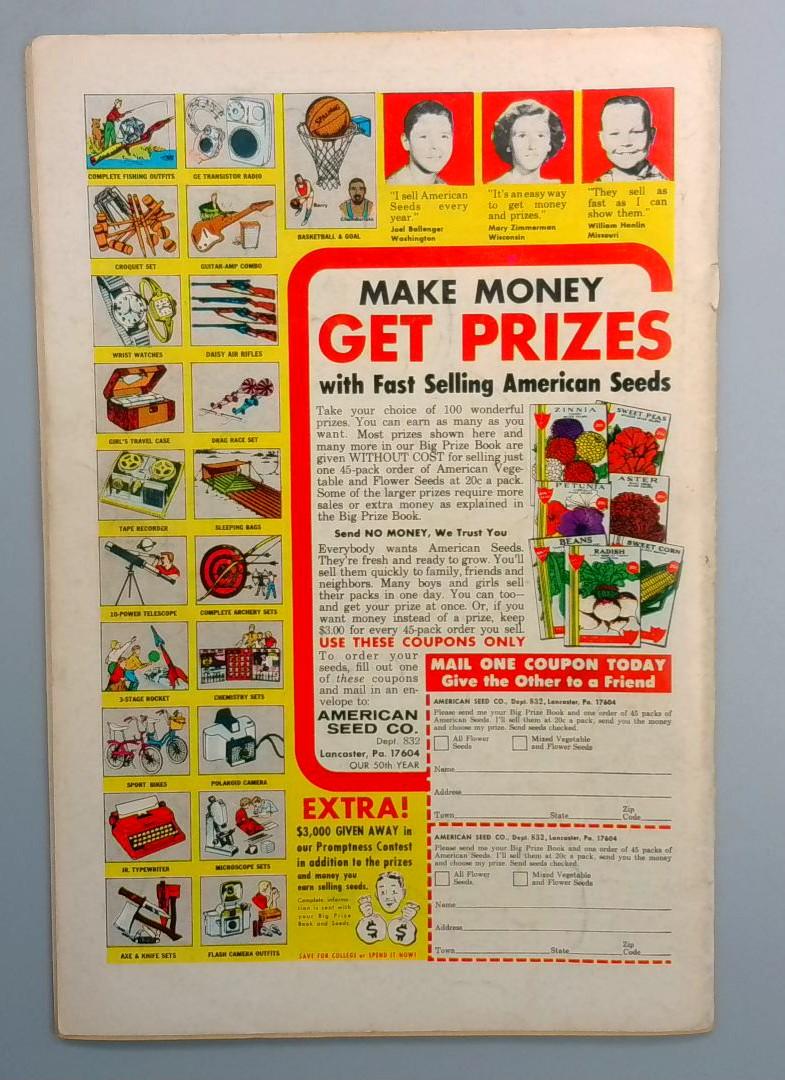 COMPLETE FISHING OUTFITS
GE TRANSISTOR RADIO
SPALDING
Barry
BASKETBALL & GOAL
CROQUET SET
GUITAR-AMP COMBO
WRIST WATCHES
DAISY AIR RIFLES
GIRL'S TRAVEL CASE
DRAG RACE SET
TAPE RECORDER
SLEEPING BAGS
10-POWER TELESCOPE
COMPLETE ARCHERY SETS
3-STAGE ROCKET
CHEMISTRY SETS
SPORT BIKES
POLAROID CAMERA
JR. TYPEWRITER
MICROSCOPE SETS
AXE & KNIFE SETS
FLASH CAMERA OUTFITS
"I sell American
Seeds every
year."
Joel Ballenger
Washington
"It's an easy way
to get money
and prizes."
Mary Zimmerman
Wisconsin
"They sell as
fast as I can
show them."
William Hanlin
Missouri
MAKE MONEY
GET PRIZES
with Fast Selling American Seeds
Take your choice of 100 wonderful
prizes. You can earn as many as you
want. Most prizes shown here and
many more in our Big Prize Book are
given WITHOUT COST for selling just
one 45-pack order of American Vege-
table and Flower Seeds at 20c a pack.
Some of the larger prizes require more
sales or extra money as explained in
the Big Prize Book.
Send NO MONEY, We Trust You
Everybody wants American Seeds.
They're fresh and ready to grow. You'll
sell them quickly to family, friends and
neighbors. Many boys and girls sell
their packs in one day. You can too—
and get your prize at once. Or, if you
want money instead of a prize, keep
$3.00 for every 45-pack order you sell.
ZINNIA
SWEET PEAS
PETUNIA
ASTER
BEANS
RADISH
SWEET CORN
USE THESE COUPONS ONLY
To order your
seeds, fill out one
of these coupons
and mail in an en-
velope to:
AMERICAN
SEED CO.
Dept. 832
Lancaster, Pa. 17604
OUR 50th YEAR
MAIL ONE COUPON TODAY
Give the Other to a Friend
AMERICAN SEED CO., Dept. 832, Lancaster, Pa. 17604
Please send me your Big Prize Book and one order of 45 packs of
American Seeds. I'll sell them at 20c a pack, send you the money
and choose my prize. Send seeds checked.
All Flower
Seeds
Mixed Vegetable
and Flower Seeds
Name
Address
Town State Zip Code
AMERICAN SEED CO., Dept. 832, Lancaster, Pa. 17604
Please send me your Big Prize Book and one order of 45 packs of
American Seeds. I'll sell them at 20c a pack, send you the money
and choose my prize. Send seeds checked.
All Flower
Seeds
Mixed Vegetable
and Flower Seeds
Name
Address
Town State Zip Code
EXTRA!
$3,000 GIVEN AWAY in
our Promptness Contest
in addition to the prizes
and money you
earn selling seeds.
Complete informa-
tion is sent with
your Big Prize
Book and Seeds.
$ $
SAVE FOR COLLEGE or SPEND IT NOW!